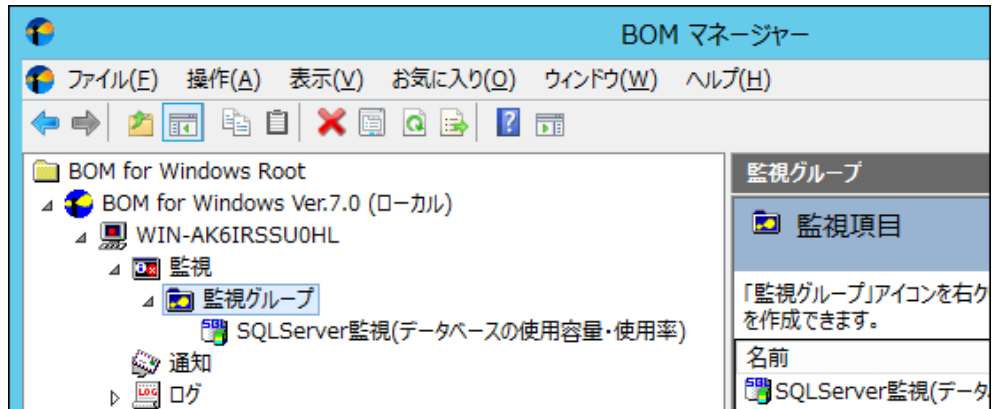 BOM マネージャー
ファイル(F) 操作(A) 表示(V) お気に入り(O) ウィンドウ(W) ヘルプ(H)
BOM for Windows Root
BOM for Windows Ver.7.0 (ローカル)
WIN-AK6IRSSU0HL
監視
監視グループ
SQLServer監視(データベースの使用容量・使用率)
通知
ログ
監視グループ
監視項目
「監視グループ」アイコンを右ク
を作成できます。
名前
SQLServer監視(データ